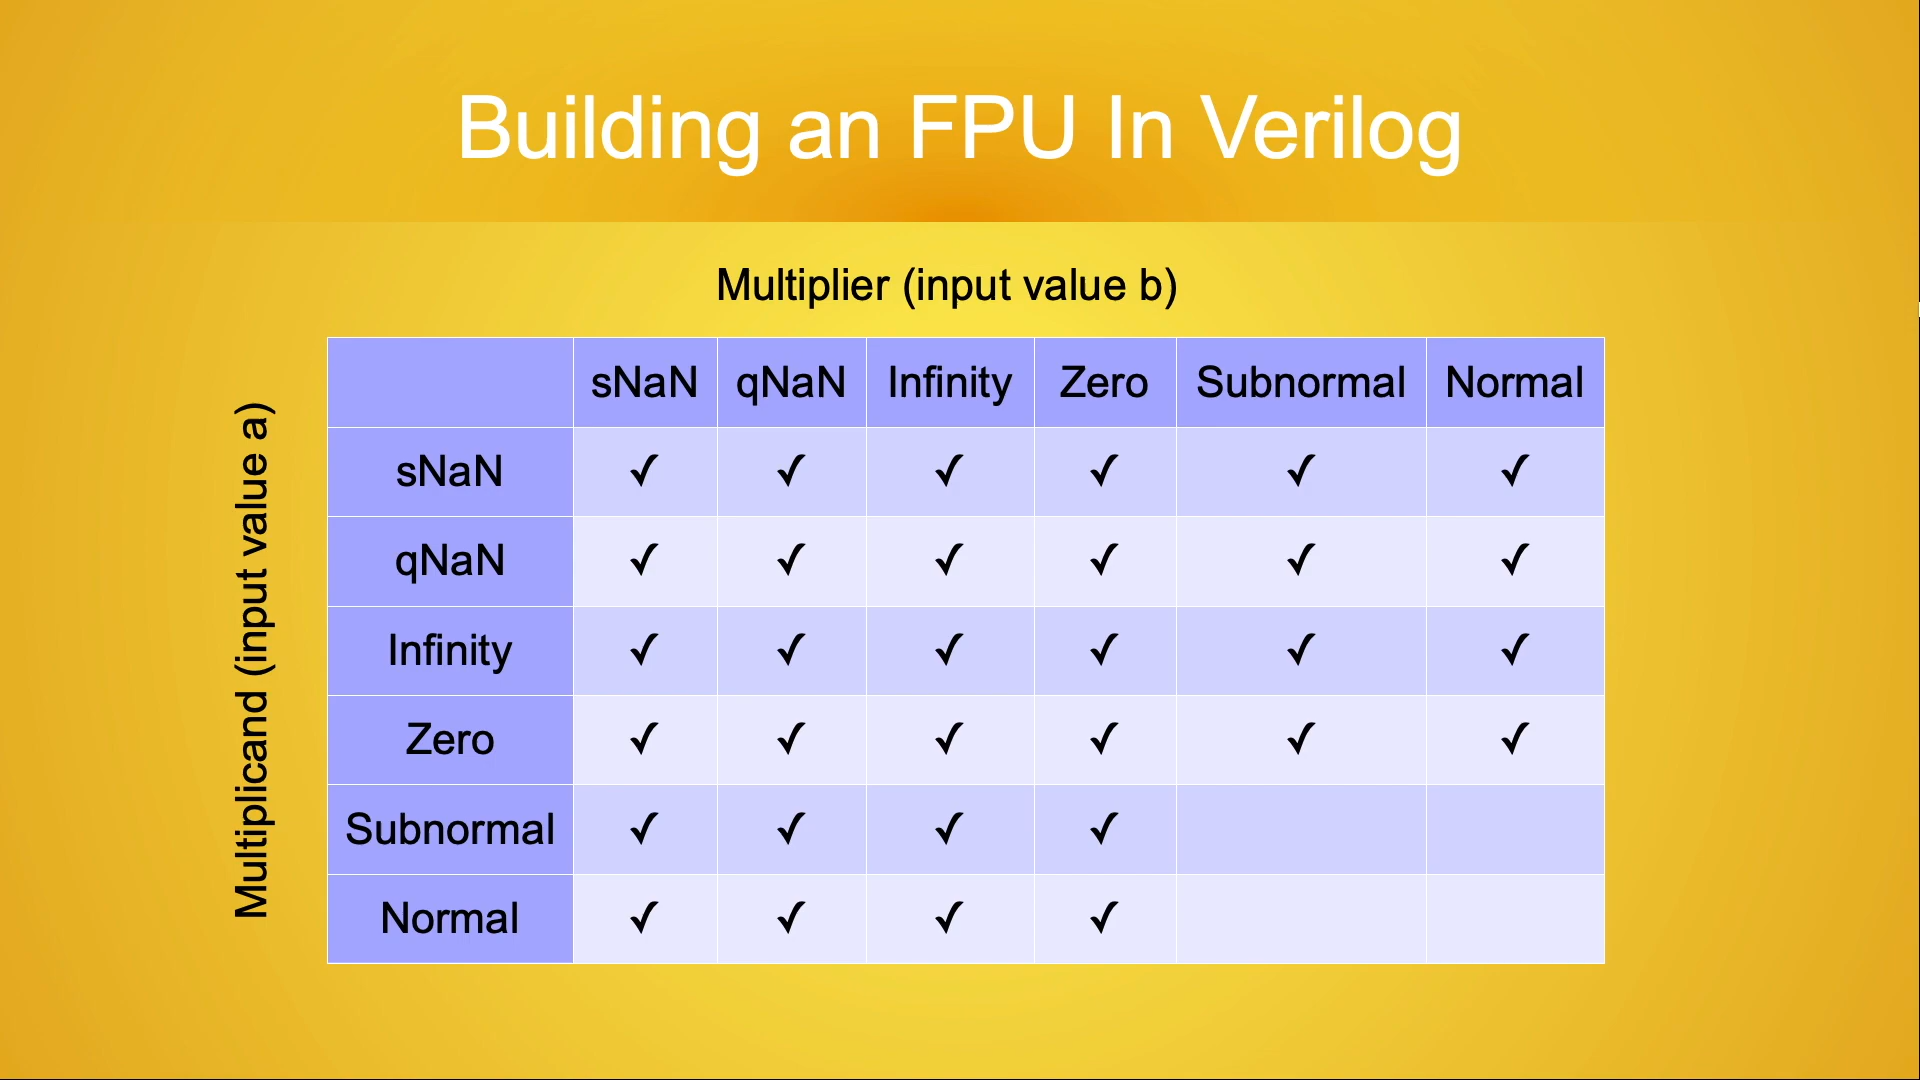 Building an FPU In Verilog
Multiplier (input value b)
Multiplicand (input value a)
sNaN qNaN Infinity Zero Subnormal Normal
sNaN ✓ ✓ ✓ ✓ ✓ ✓
qNaN ✓ ✓ ✓ ✓ ✓ ✓
Infinity ✓ ✓ ✓ ✓ ✓ ✓
Zero ✓ ✓ ✓ ✓ ✓ ✓
Subnormal ✓ ✓ ✓ ✓
Normal ✓ ✓ ✓ ✓